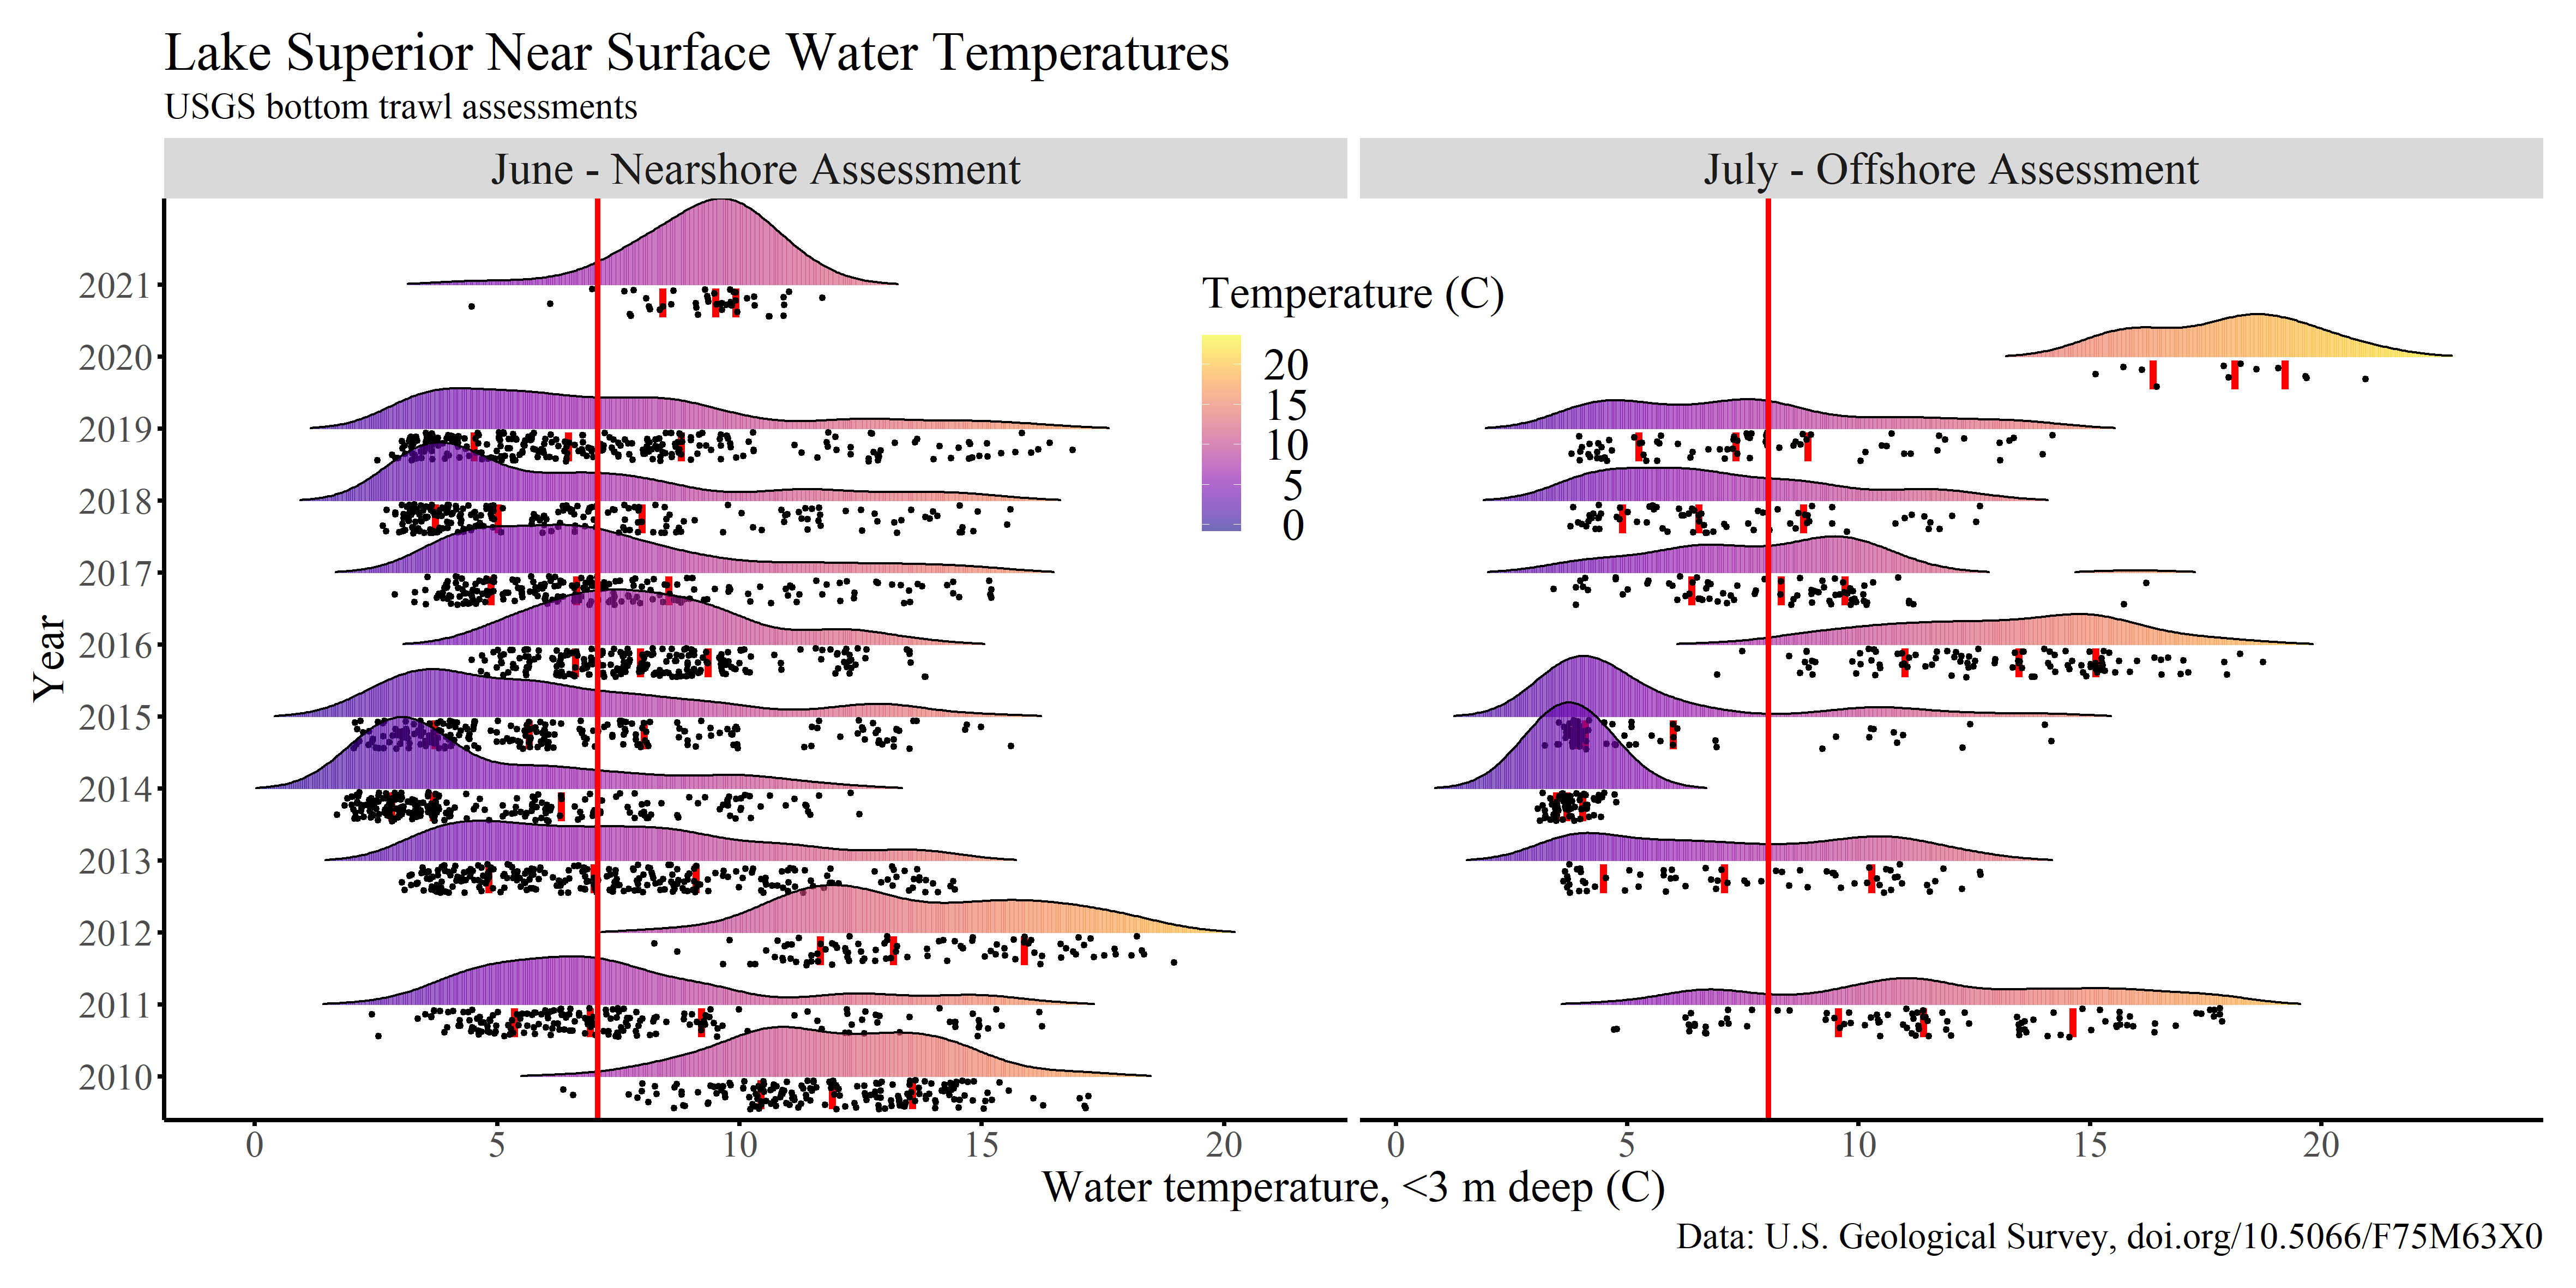 Lake Superior Near Surface Water Temperatures
USGS bottom trawl assessments
June - Nearshore Assessment
July - Offshore Assessment
Temperature (C)
20
15
10
5
0
Year
2021
2020
2019
2018
2017
2016
2015
2014
2013
2012
2011
2010
0 5 10 15 20
0 5 10 15 20
Water temperature, <3 m deep (C)
Data: U.S. Geological Survey, doi.org/10.5066/F75M63X0